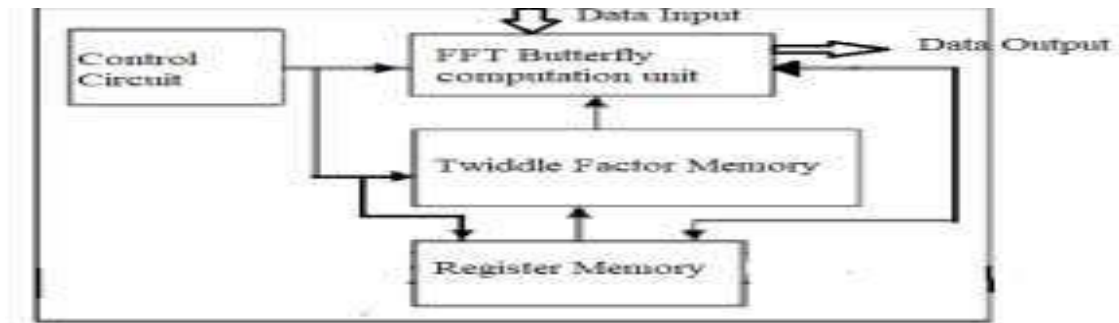 Data Input
Control
Circuit
FFT Butterfly
computation unit
Data Output
Twiddle Factor Memory
Register Memory